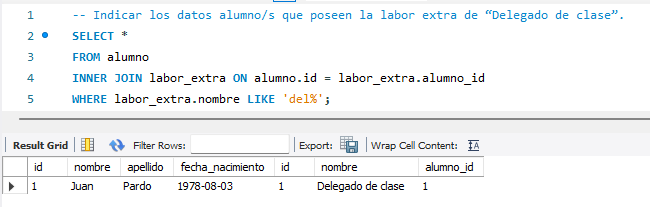 1 -- Indicar los datos alumno/s que poseen la labor extra de “Delegado de clase”.
2 SELECT *
3 FROM alumno
4 INNER JOIN labor_extra ON alumno.id = labor_extra.alumno_id
5 WHERE labor_extra.nombre LIKE 'del%';
Result Grid Filter Rows: Export: Wrap Cell Content: IA
id nombre apellido fecha_nacimiento id nombre alumno_id
1 Juan Pardo 1978-08-03 1 Delegado de clase 1